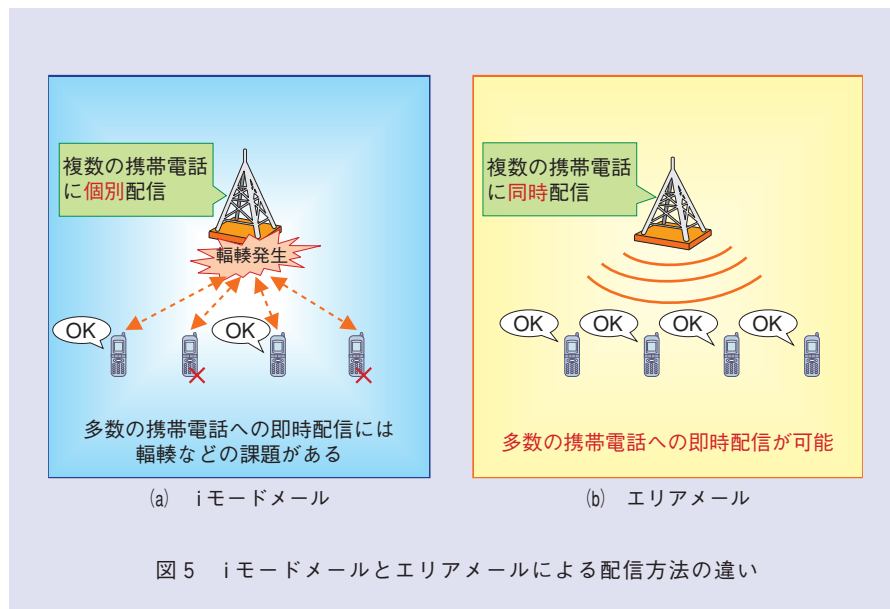 複数の携帯電話
に個別配信
輻輳発生
OK
OK
多数の携帯電話への即時配信には
輻輳などの課題がある
(a) iモードメール
複数の携帯電話
に同時配信
OK
OK
OK
OK
多数の携帯電話への即時配信が可能
(b) エリアメール
図5 iモードメールとエリアメールによる配信方法の違い